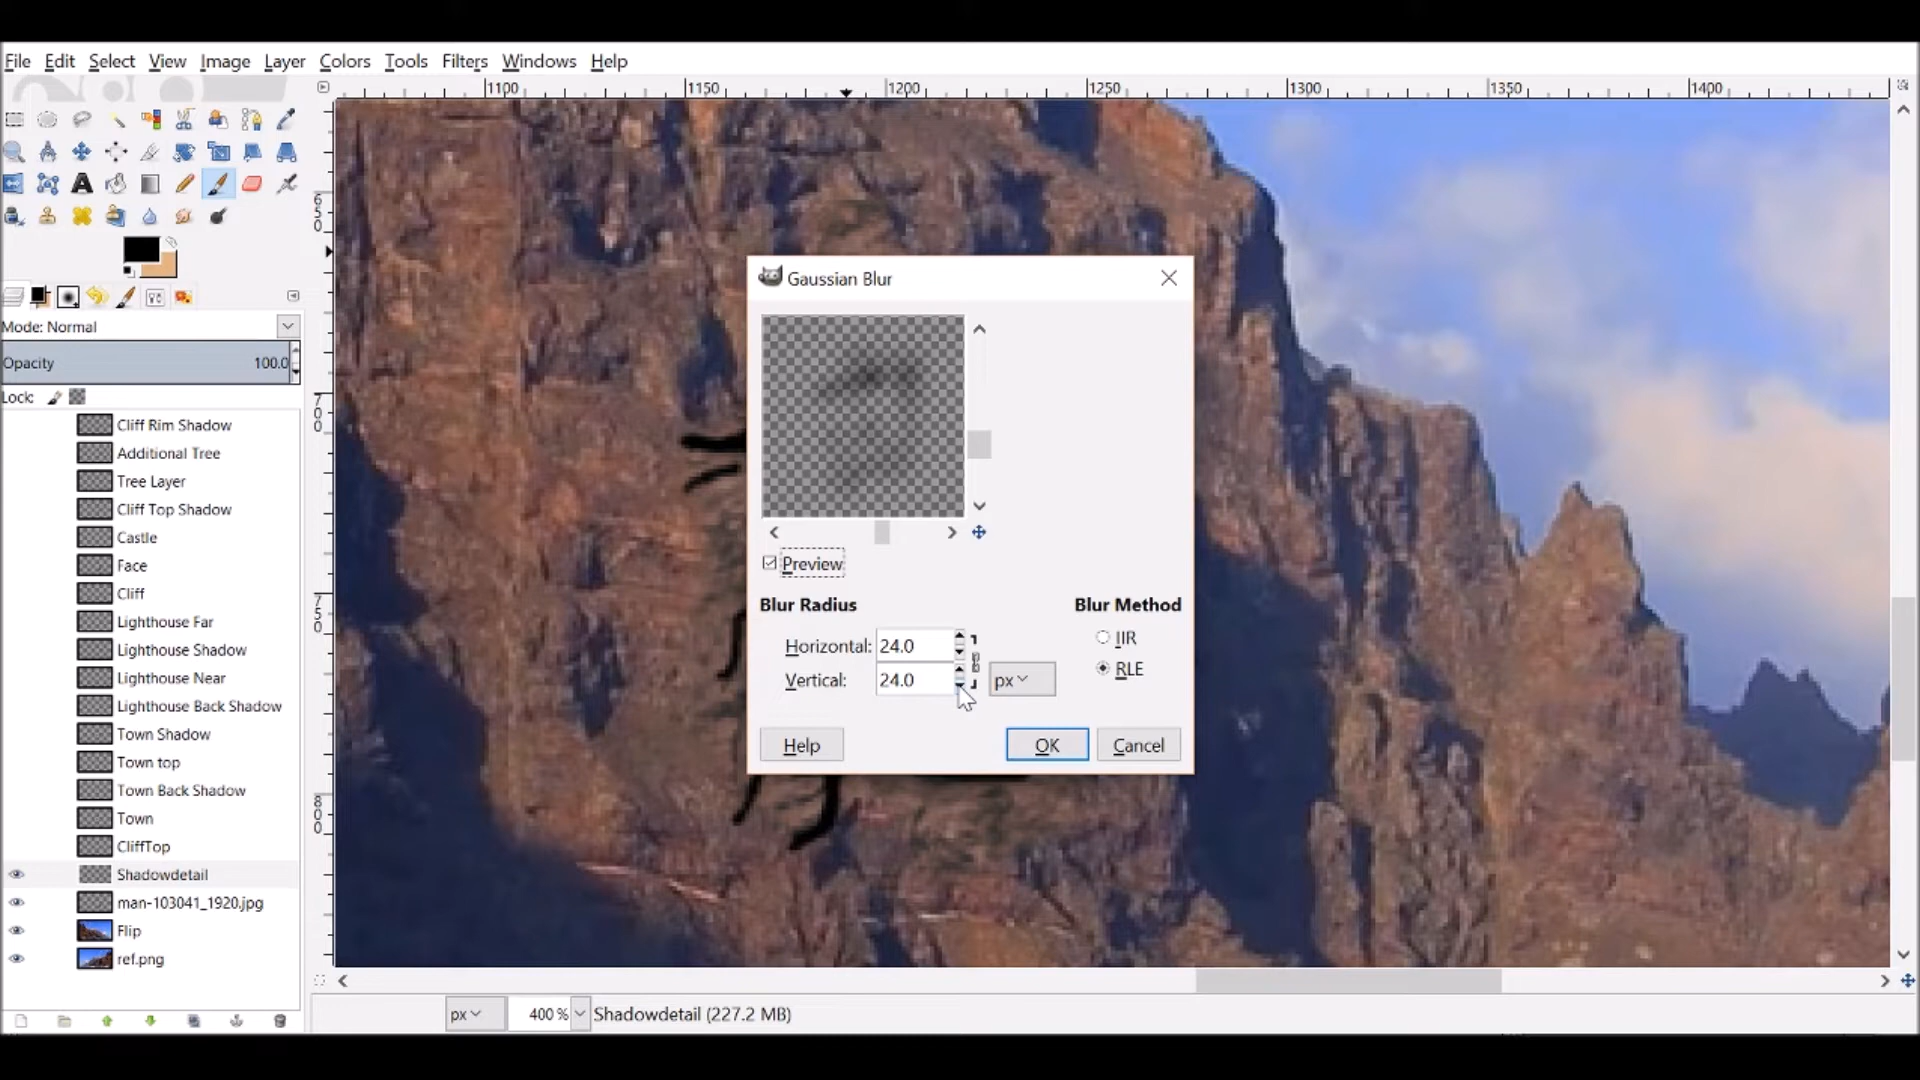 File Edit Select View Image Layer Colors Tools Filters Windows Help
1100 1150 1200 1250 1300 1350 1400
650
700
750
800
Mode: Normal
Opacity 100.0
Lock:
Cliff Rim Shadow
Additional Tree
Tree Layer
Cliff Top Shadow
Castle
Face
Cliff
Lighthouse Far
Lighthouse Shadow
Lighthouse Near
Lighthouse Back Shadow
Town Shadow
Town top
Town Back Shadow
Town
CliffTop
Shadowdetail
man-103041_1920.jpg
Flip
ref.png
Gaussian Blur
Preview
Blur Radius
Blur Method
Horizontal: 24.0
IIR
Vertical: 24.0
px
RLE
Help
OK
Cancel
px
400 %
Shadowdetail (227.2 MB)